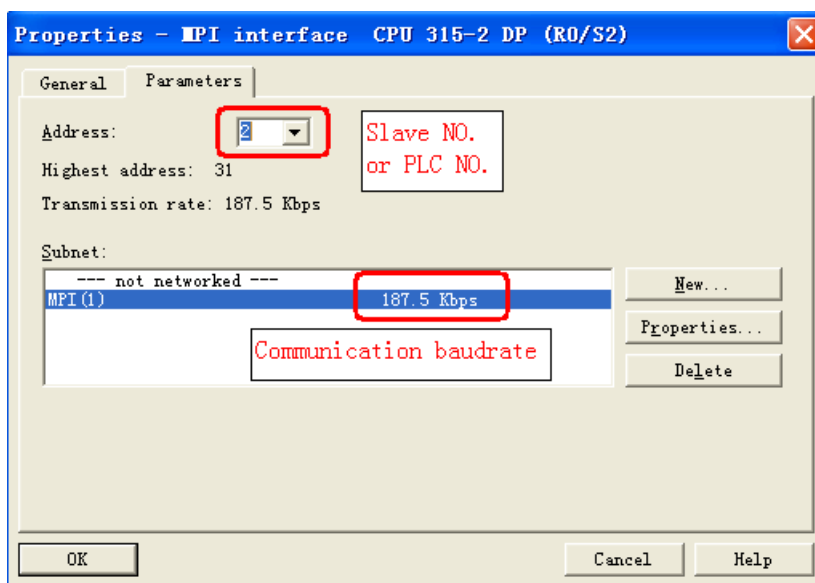 Properties - MPI interface CPU 315-2 DP (R0/S2)
General Parameters
Address: 2
Slave NO.
or PLC NO.
Highest address: 31
Transmission rate: 187.5 Kbps
Subnet:
--- not networked ---
MPI(1) 187.5 Kbps
Communication baudrate
New...
Properties...
Delete
OK Cancel Help